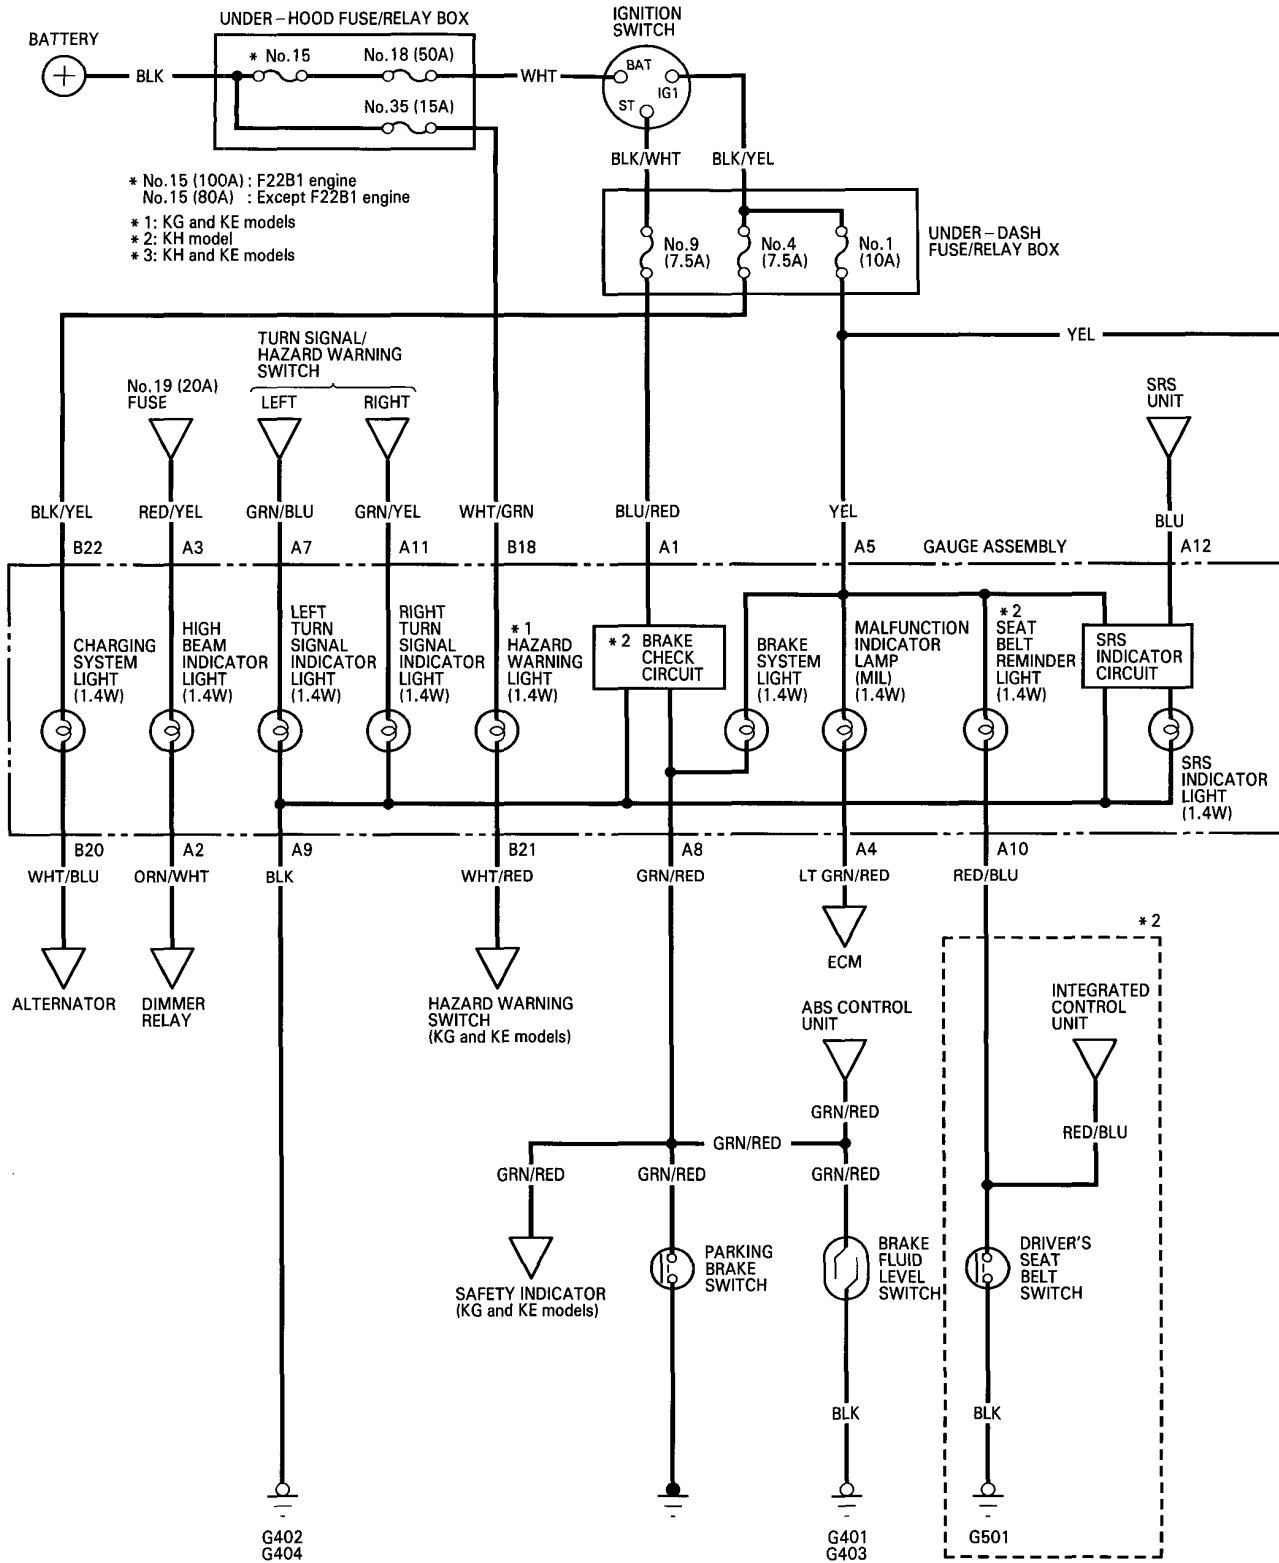 UNDER-HOOD FUSE/RELAY BOX
IGNITION
SWITCH
BATTERY
* No.15
No.18 (50A)
BLK
WHT
BAT
IG1
ST
No.35 (15A)
BLK/WHT
BLK/YEL
* No.15 (100A) : F22B1 engine
No.15 (80A) : Except F22B1 engine
* 1: KG and KE models
* 2: KH model
* 3: KH and KE models
No.9
(7.5A)
No.4
(7.5A)
No.1
(10A)
UNDER-DASH
FUSE/RELAY BOX
TURN SIGNAL/
HAZARD WARNING
SWITCH
YEL
No.19 (20A)
FUSE
LEFT
RIGHT
SRS
UNIT
BLK/YEL
RED/YEL
GRN/BLU
GRN/YEL
WHT/GRN
BLU/RED
YEL
BLU
B22
A3
A7
A11
B18
A1
A5
GAUGE ASSEMBLY
A12
CHARGING
SYSTEM
LIGHT
(1.4W)
HIGH
BEAM
INDICATOR
LIGHT
(1.4W)
LEFT
TURN
SIGNAL
INDICATOR
LIGHT
(1.4W)
RIGHT
TURN
SIGNAL
INDICATOR
LIGHT
(1.4W)
* 1
HAZARD
WARNING
LIGHT
(1.4W)
* 2 BRAKE
CHECK
CIRCUIT
BRAKE
SYSTEM
LIGHT
(1.4W)
MALFUNCTION
INDICATOR
LAMP
(MIL)
(1.4W)
* 2
SEAT
BELT
REMINDER
LIGHT
(1.4W)
SRS
INDICATOR
CIRCUIT
SRS
INDICATOR
LIGHT
(1.4W)
B20
A2
A9
B21
A8
A4
A10
WHT/BLU
ORN/WHT
BLK
WHT/RED
GRN/RED
LT GRN/RED
RED/BLU
* 2
ALTERNATOR
DIMMER
RELAY
HAZARD WARNING
SWITCH
(KG and KE models)
ECM
ABS CONTROL
UNIT
INTEGRATED
CONTROL
UNIT
GRN/RED
RED/BLU
GRN/RED
GRN/RED
GRN/RED
GRN/RED
SAFETY INDICATOR
(KG and KE models)
PARKING
BRAKE
SWITCH
BRAKE
FLUID
LEVEL
SWITCH
DRIVER'S
SEAT
BELT
SWITCH
BLK
BLK
G402
G404
G401
G403
G501